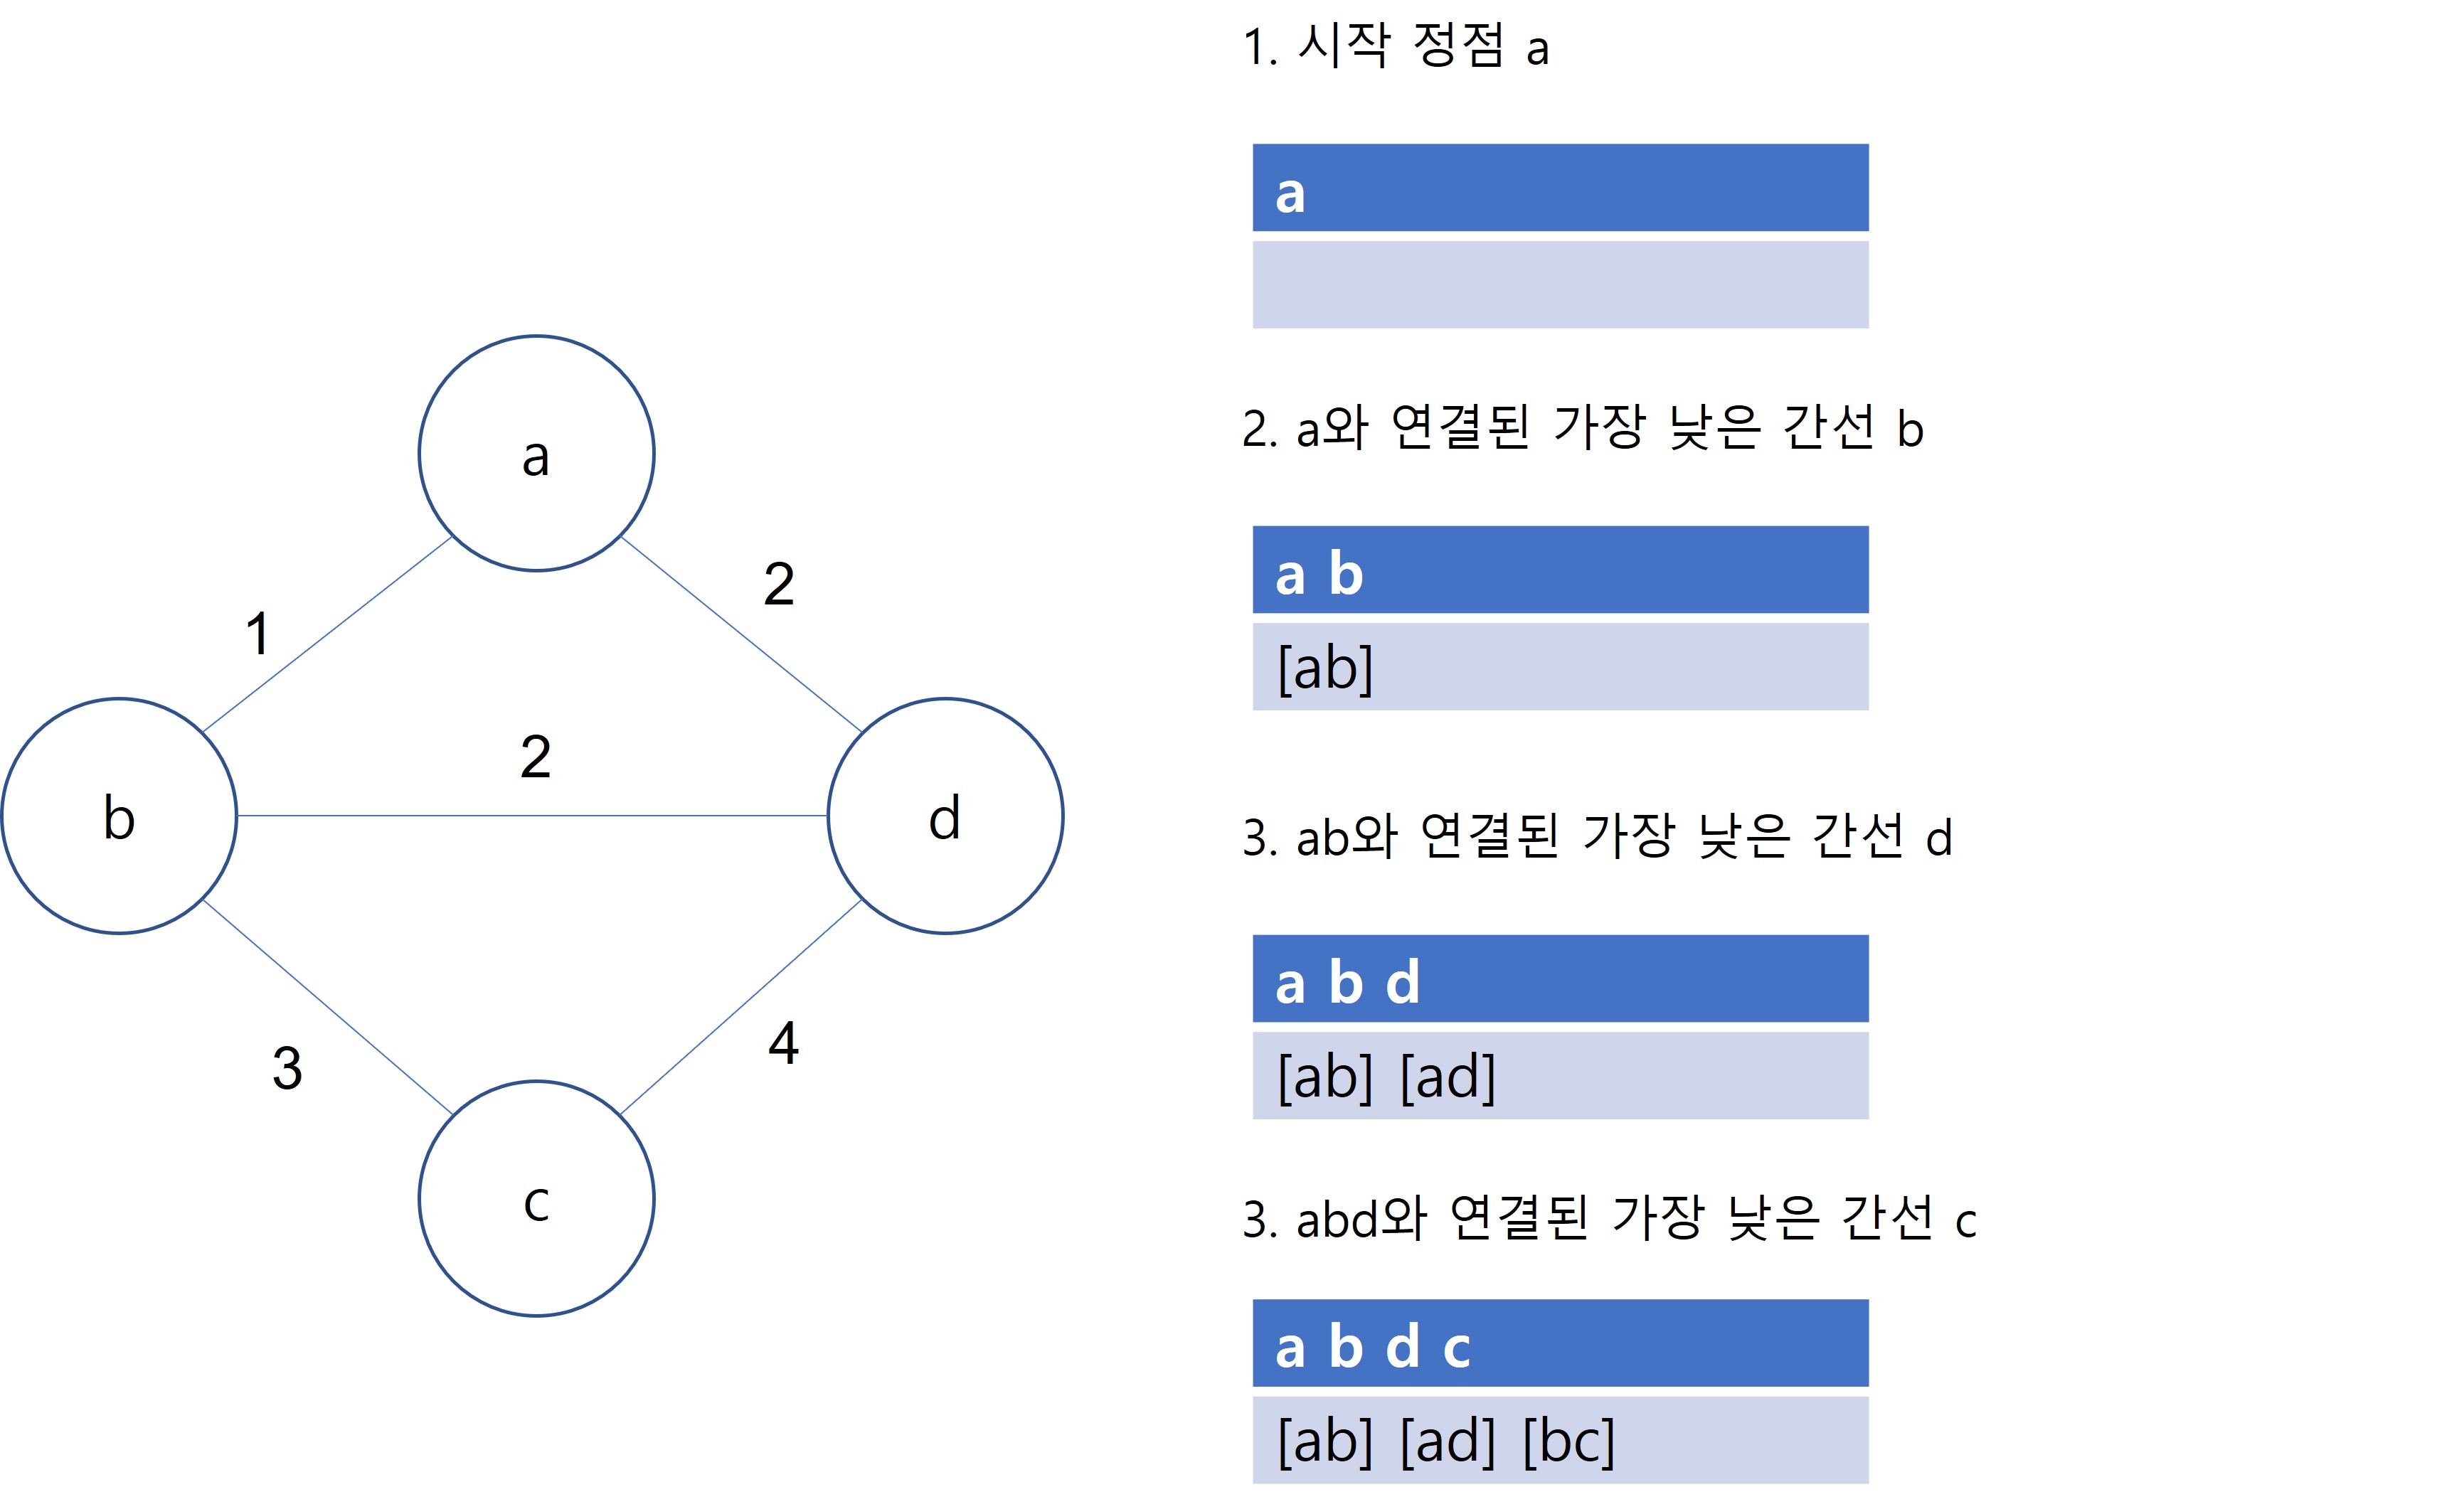 a
1
2
b
2
d
3
4
c
1. 시작 정점 a
a
2. a와 연결된 가장 낮은 간선 b
a b
[ab]
3. ab와 연결된 가장 낮은 간선 d
a b d
[ab] [ad]
3. abd와 연결된 가장 낮은 간선 c
a b d c
[ab] [ad] [bc]